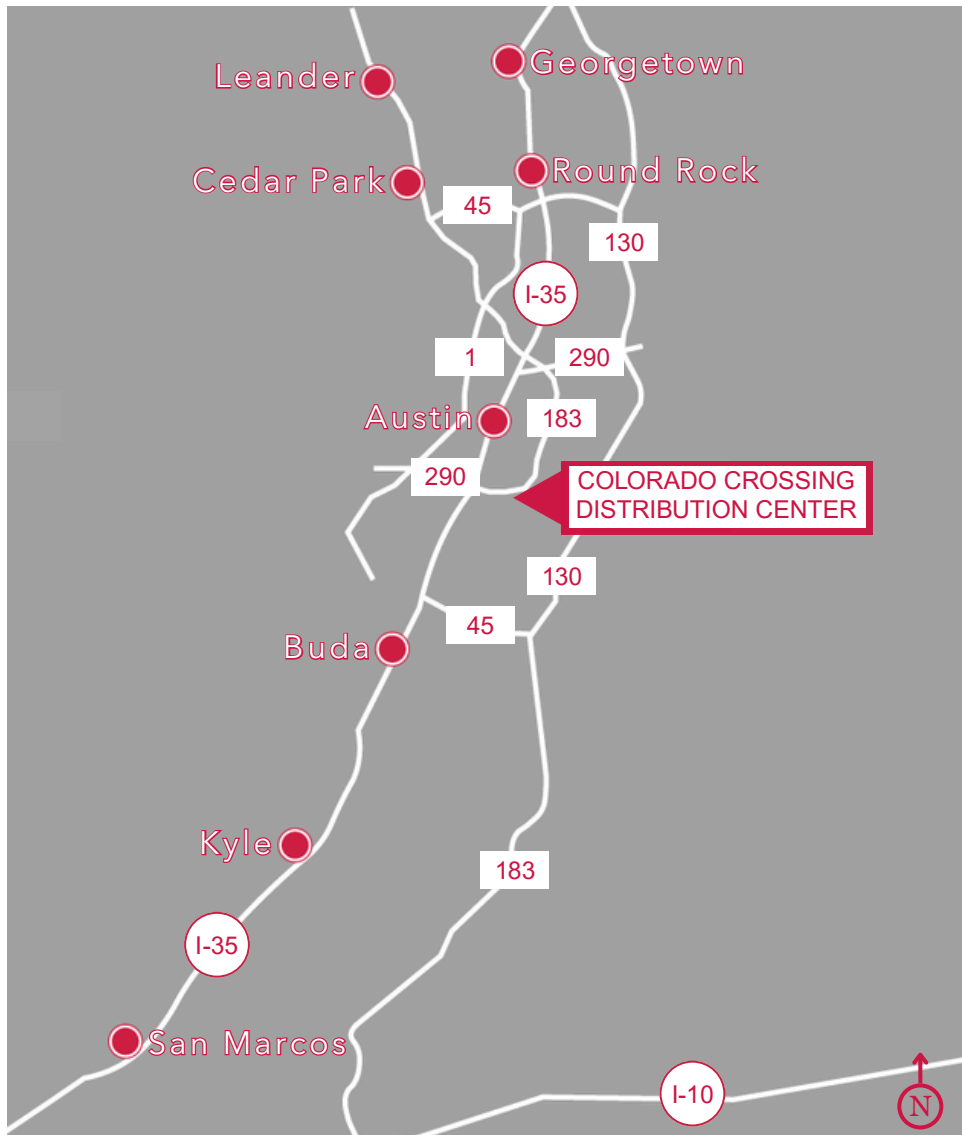 Georgetown
Leander
Round Rock
Cedar Park
45
130
I-35
1
290
Austin
183
290
COLORADO CROSSING
DISTRIBUTION CENTER
130
45
Buda
Kyle
183
I-35
San Marcos
I-10
N